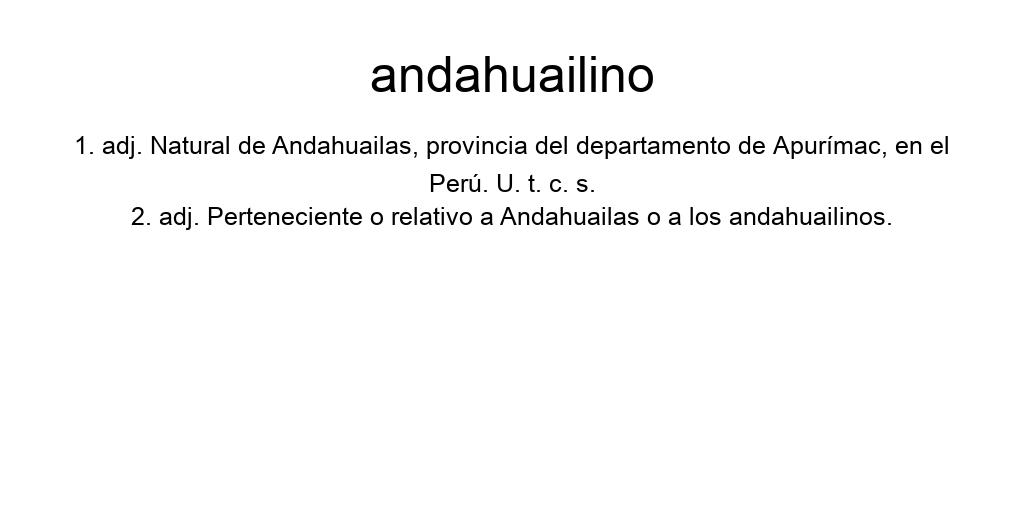 andahuailino
1. adj. Natural de Andahuailas, provincia del departamento de Apurímac, en el
Perú. U. t. c. s.
2. adj. Perteneciente o relativo a Andahuailas o a los andahuailinos.